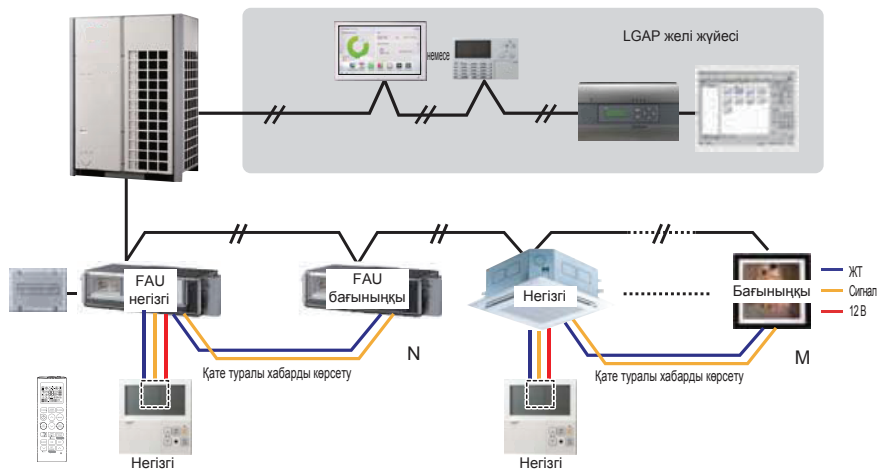 LGAP желі жүйесі
немесе
FAU
негізгі
FAU
бағыныңқы
Негізгі
Бағыныңқы
ЖТ
Сигнал
12 В
N
M
Қате туралы хабарды көрсету
Қате туралы хабарды көрсету
Негізгі
Негізгі